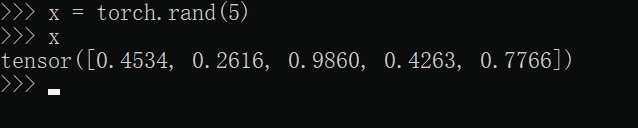 >>> x = torch.rand(5)
>>> x
tensor([0.4534, 0.2616, 0.9860, 0.4263, 0.7766])
>>>